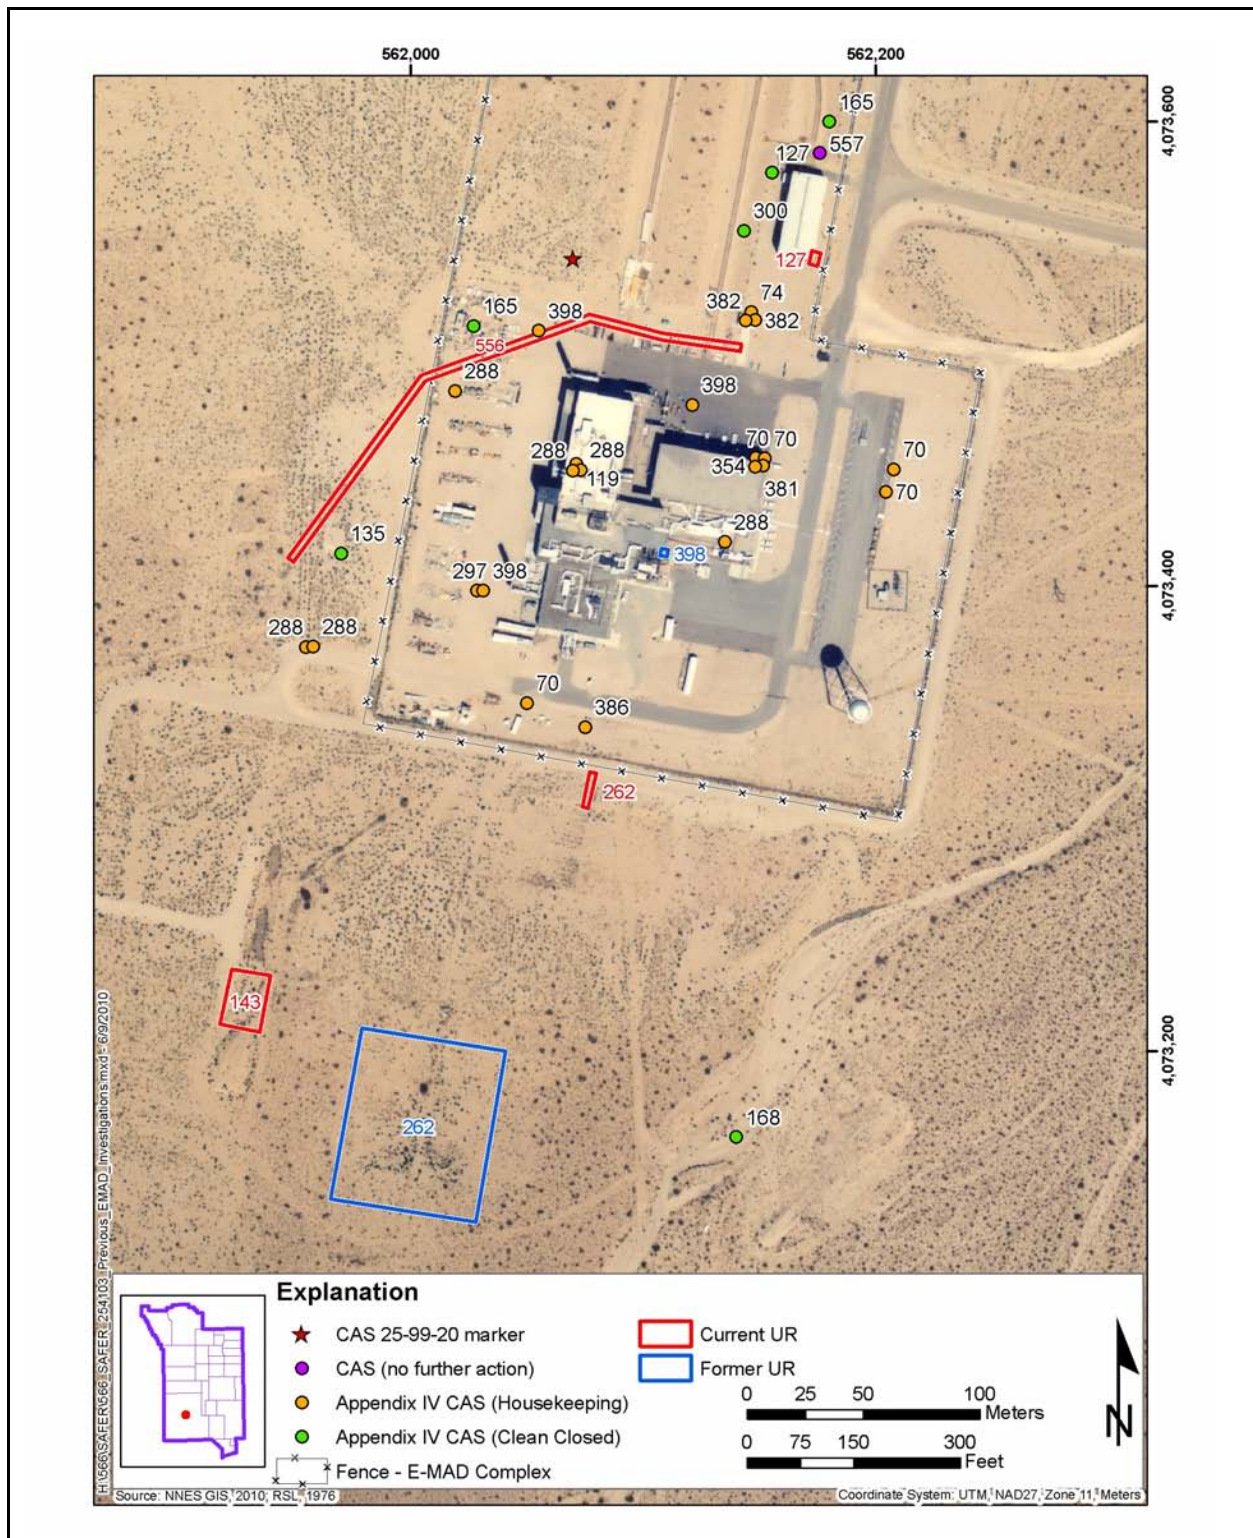 562,000
562,200
4,073,600
4,073,400
4,073,200
165
557
127
300
127
74
382
382
165
398
556
288
398
288
288
119
70
70
354
381
70
70
288
398
135
297
398
288
288
70
386
262
143
262
168
H:\566\SAFER\566_SAFER_254103_Previous_EMAD_Investigations.mxd - 6/9/2010
Explanation
CAS 25-99-20 marker
CAS (no further action)
Appendix IV CAS (Housekeeping)
Appendix IV CAS (Clean Closed)
Fence - E-MAD Complex
Current UR
Former UR
0 25 50 100
Meters
0 75 150 300
Feet
N
Source: NNES GIS, 2010; RSL, 1976
Coordinate System: UTM, NAD27, Zone 11, Meters